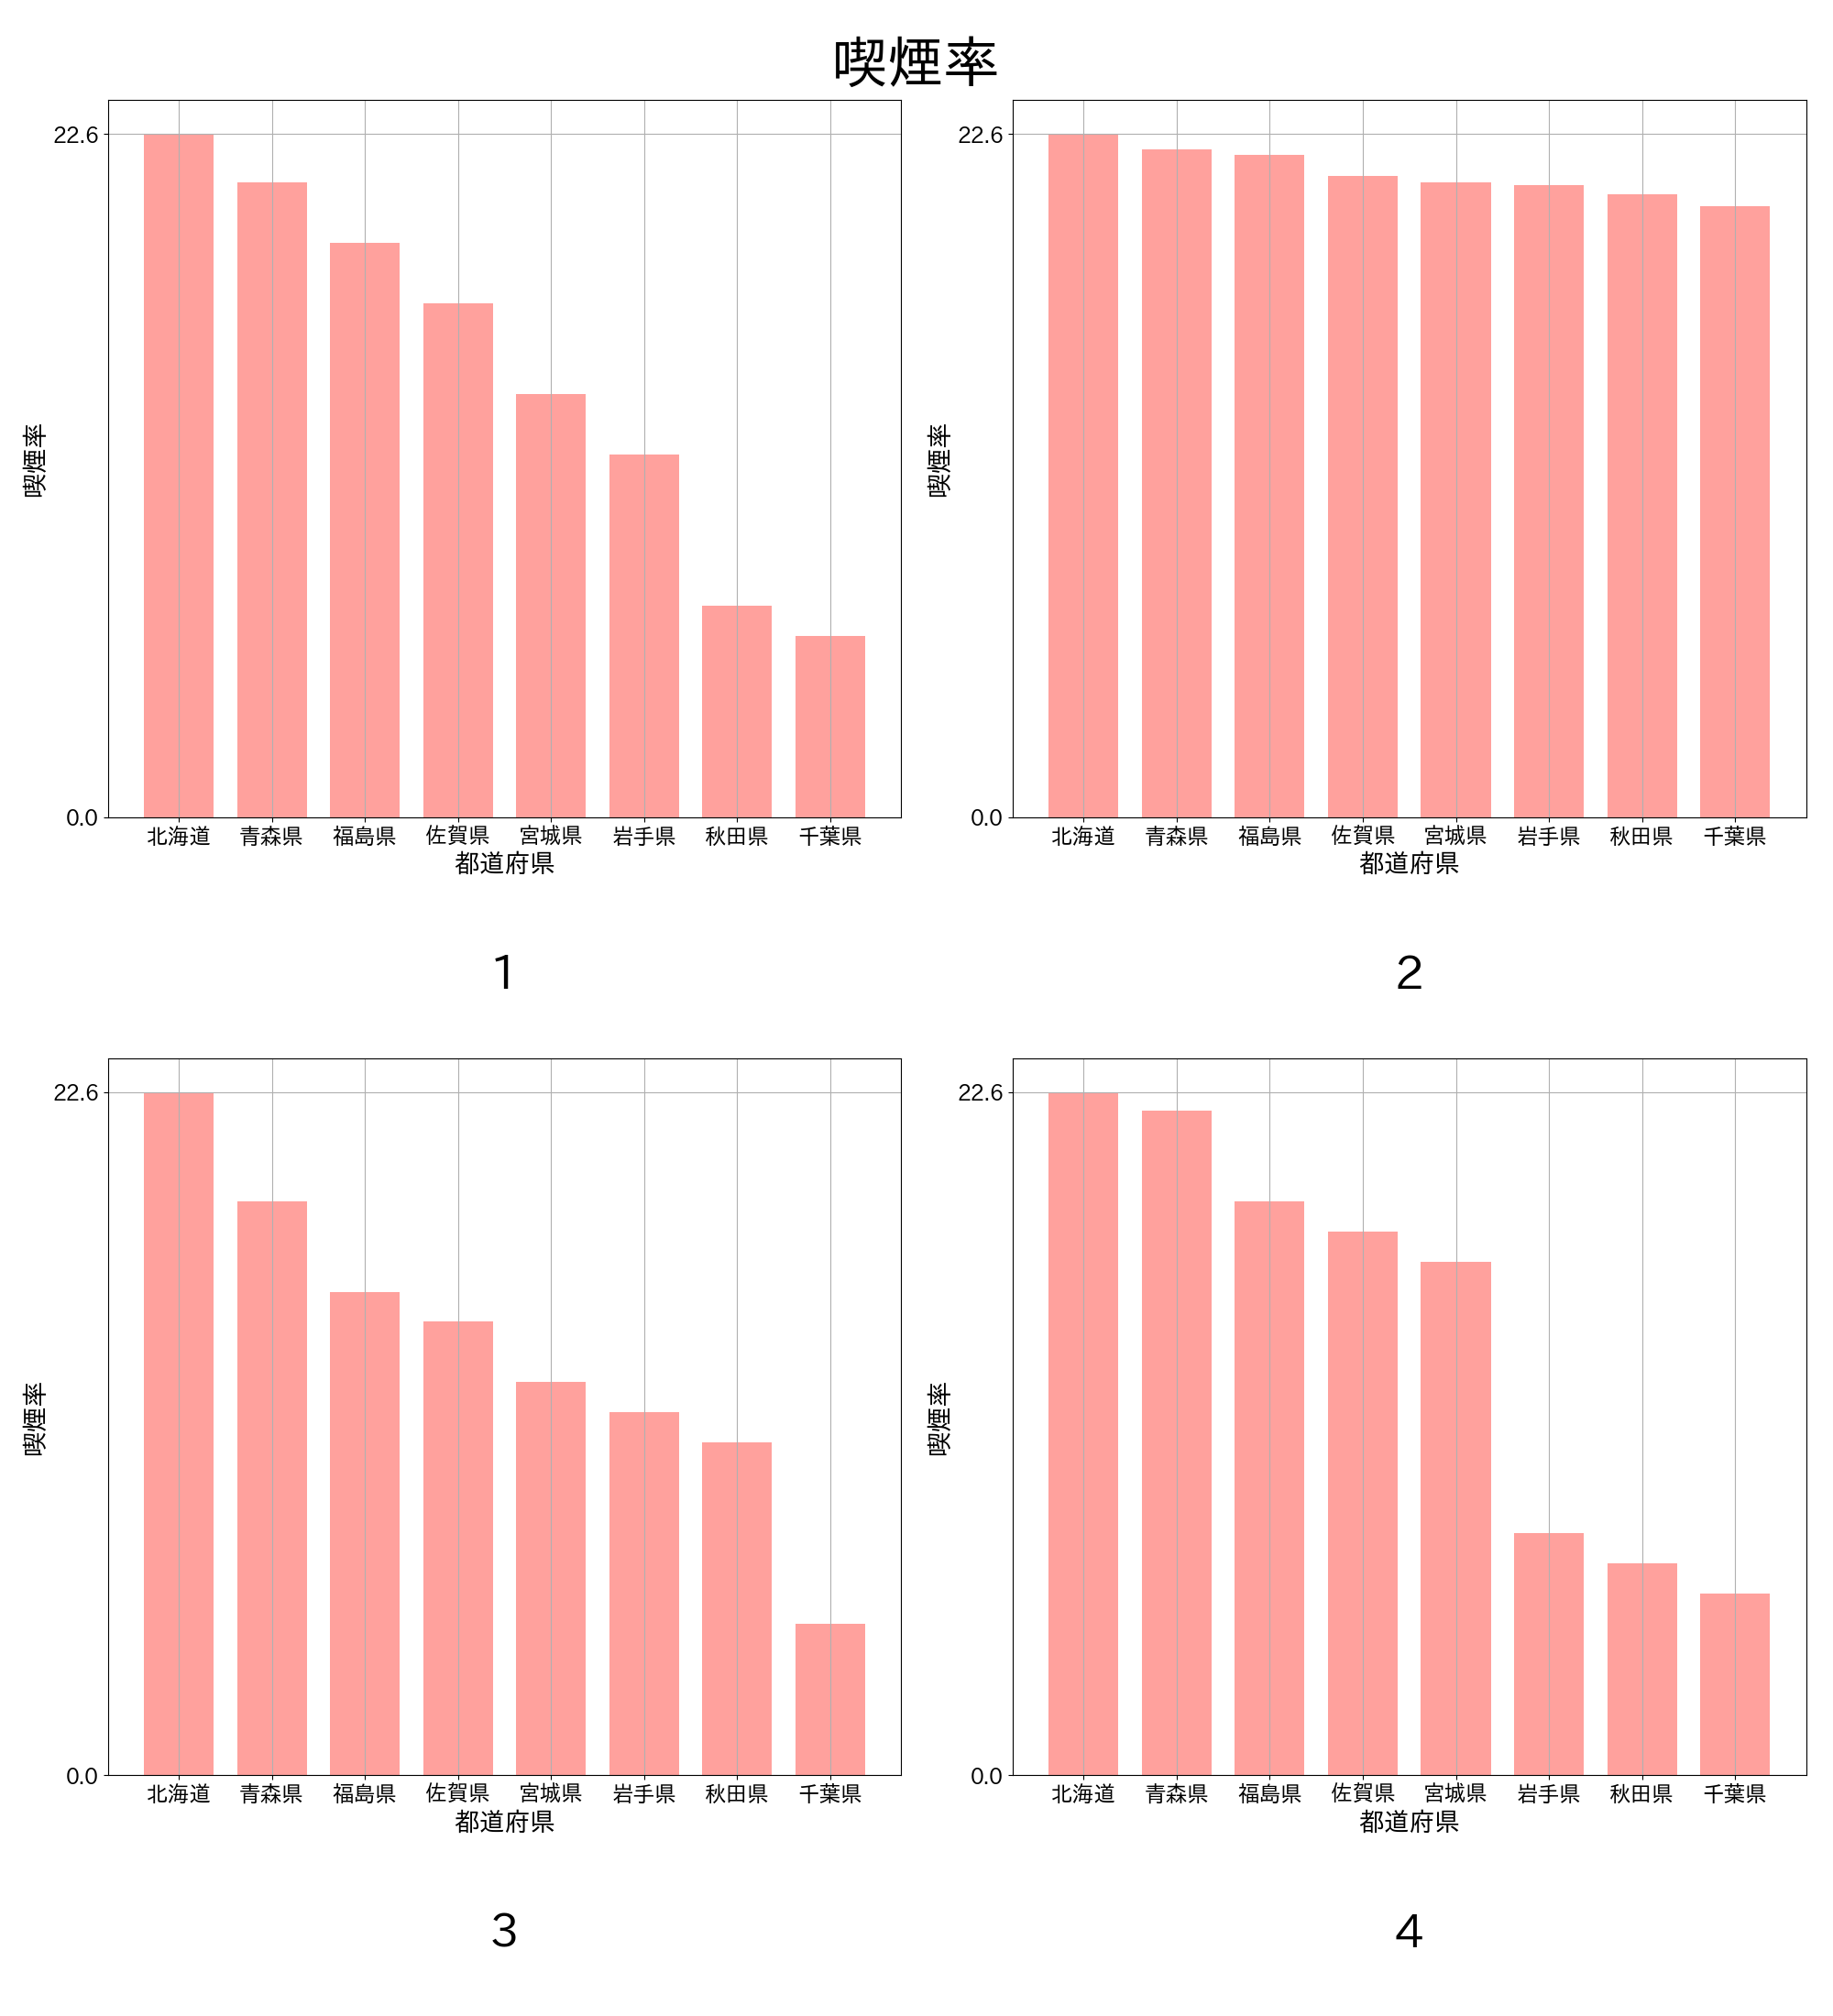 喫煙率
22.6
0.0
喫煙率
北海道 青森県 福島県 佐賀県 宮城県 岩手県 秋田県 千葉県
都道府県
1
22.6
0.0
喫煙率
北海道 青森県 福島県 佐賀県 宮城県 岩手県 秋田県 千葉県
都道府県
2
22.6
0.0
喫煙率
北海道 青森県 福島県 佐賀県 宮城県 岩手県 秋田県 千葉県
都道府県
3
22.6
0.0
喫煙率
北海道 青森県 福島県 佐賀県 宮城県 岩手県 秋田県 千葉県
都道府県
4